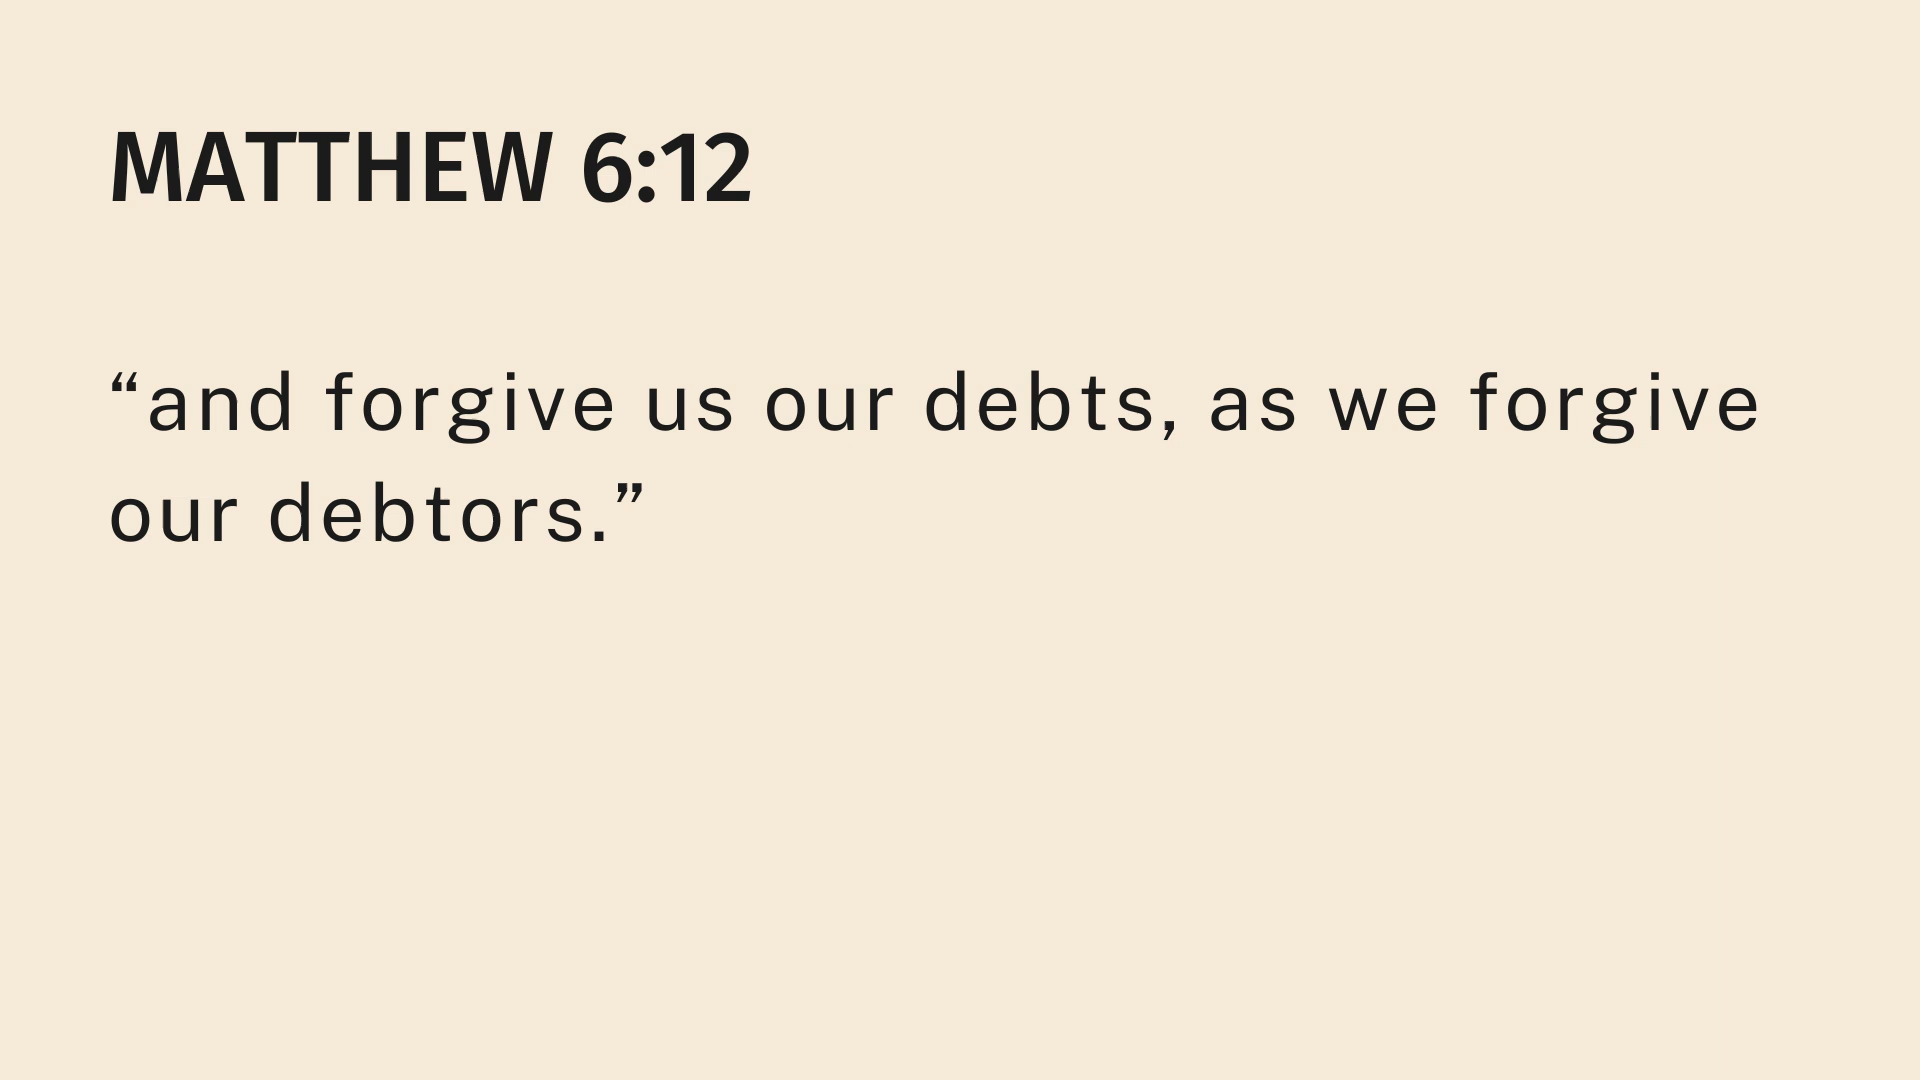 MATTHEW 6:12
“and forgive us our debts, as we forgive
our debtors.”